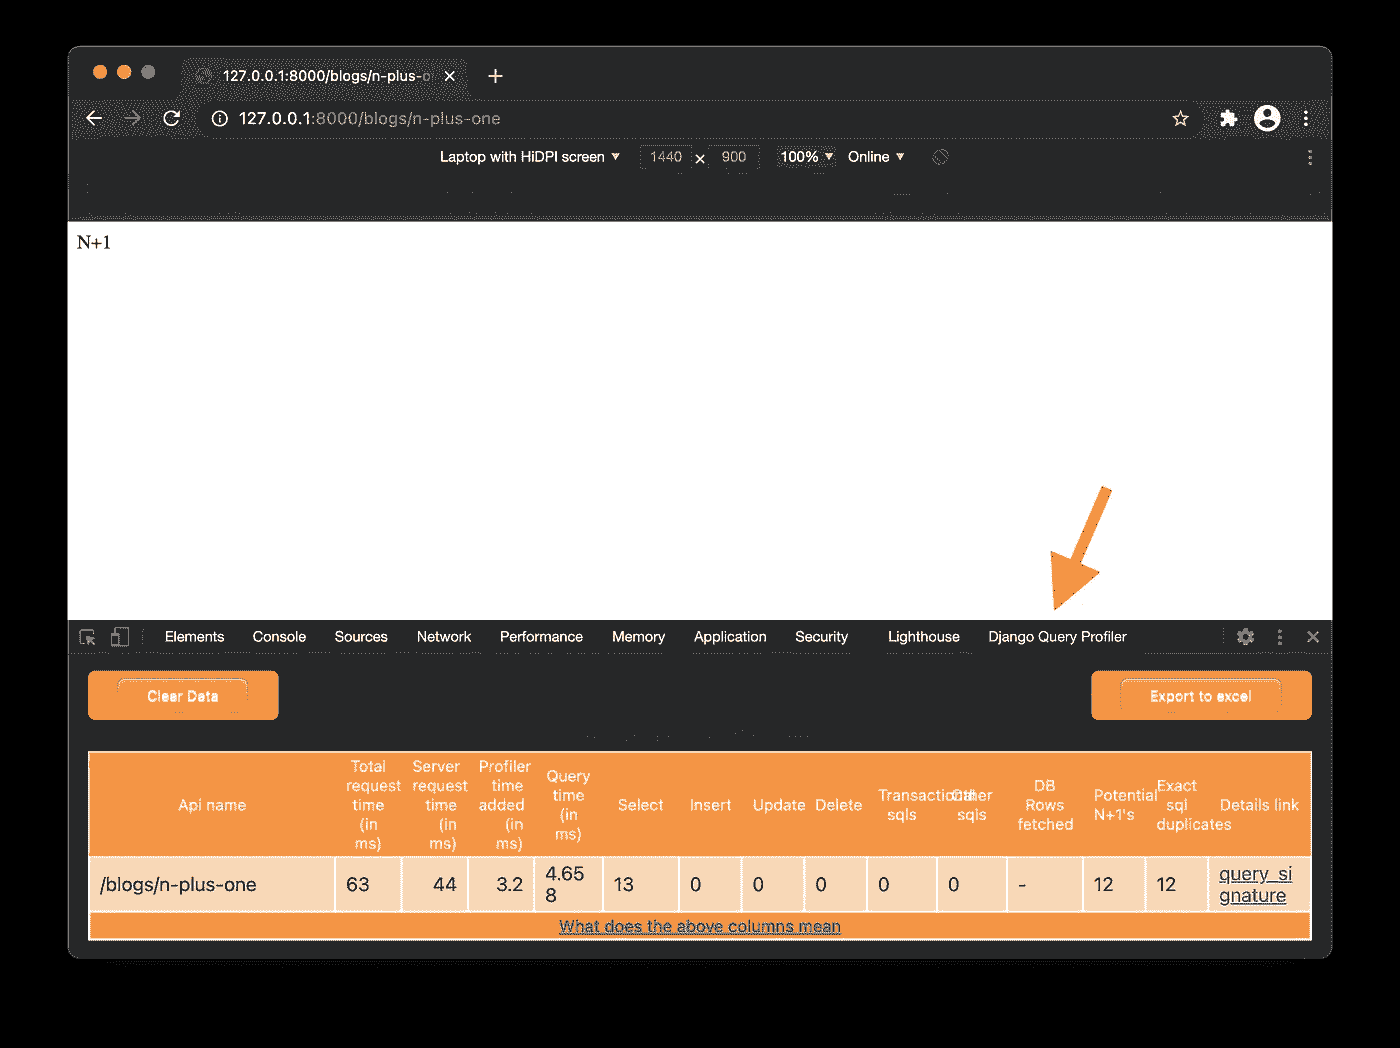 127.0.0.1:8000/blogs/n-plus-o
127.0.0.1:8000/blogs/n-plus-one
Laptop with HiDPI screen 1440 × 900 100% Online
N+1
Elements Console Sources Network Performance Memory Application Security Lighthouse Django Query Profiler
Clear Data Export to excel
Api name
Total request time (in ms)
Server request time (in ms)
Profiler time added (in ms)
Query time (in ms)
Select
Insert
Update
Delete
Transactional sqls
Other sqls
DB Rows fetched
Potential N+1's
Exact sql duplicates
Details link
/blogs/n-plus-one 63 44 3.2 4.658 13 0 0 0 0 0 - 12 12 query_signature
What does the above columns mean